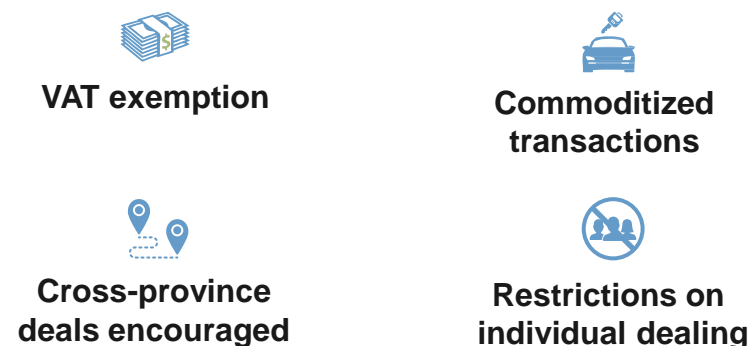 VAT exemption
Commoditized
transactions
Cross-province
deals encouraged
Restrictions on
individual dealing